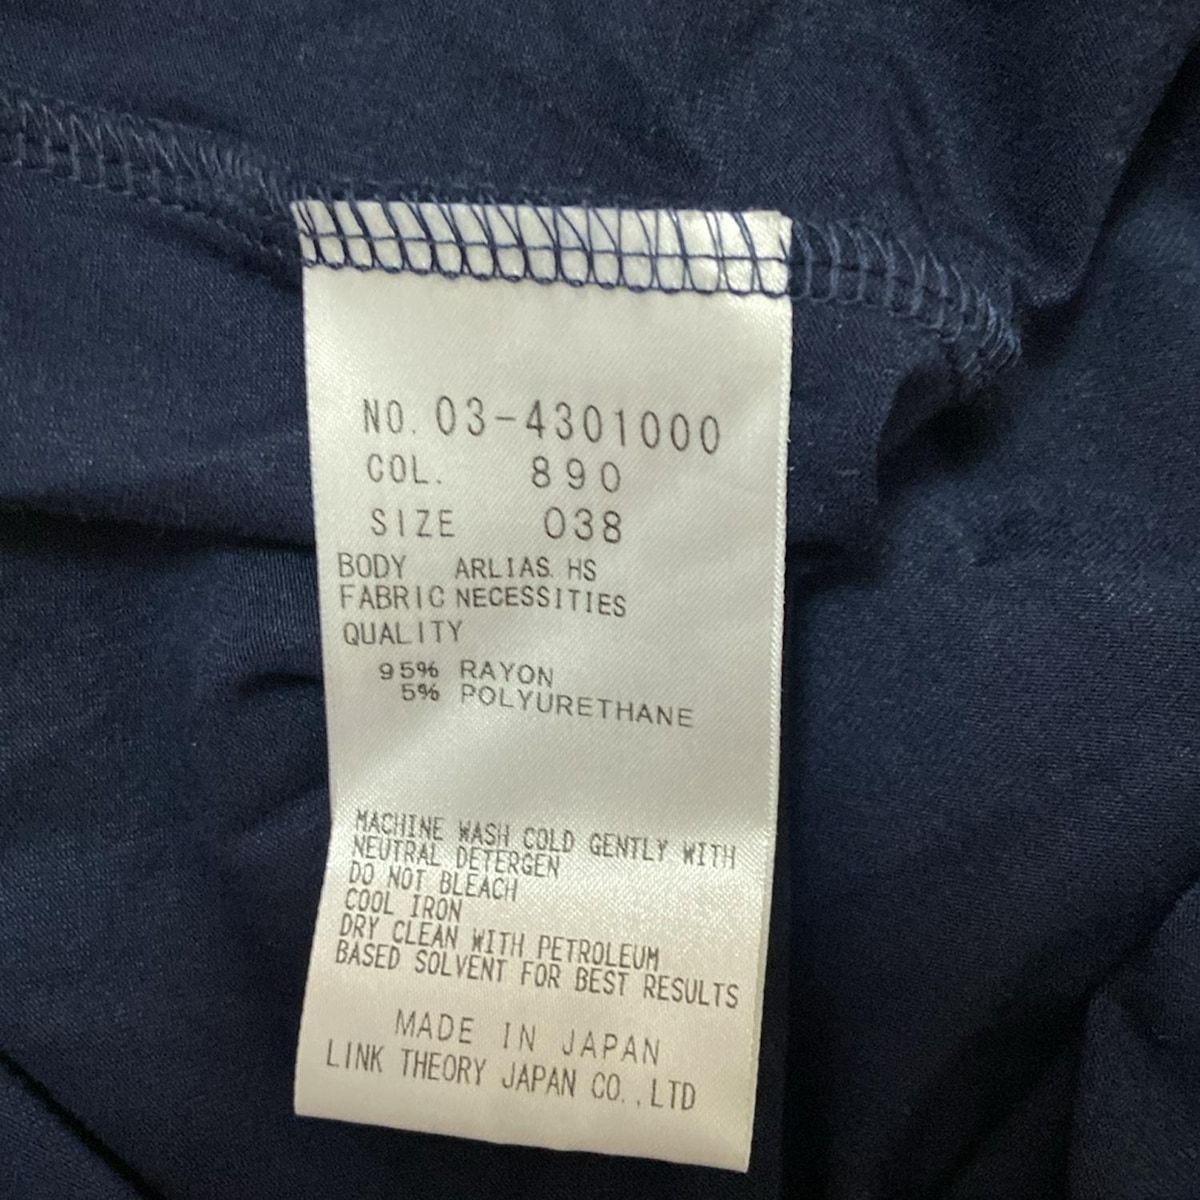 NO. 03-4301000
COL. 890
SIZE 038
BODY ARLIAS. HS
FABRIC NECESSITIES
QUALITY
95% RAYON
5% POLYURETHANE
MACHINE WASH COLD GENTLY WITH
NEUTRAL DETERGEN
DO NOT BLEACH
COOL IRON
DRY CLEAN WITH PETROLEUM
BASED SOLVENT FOR BEST RESULTS
MADE IN JAPAN
LINK THEORY JAPAN CO.,LTD